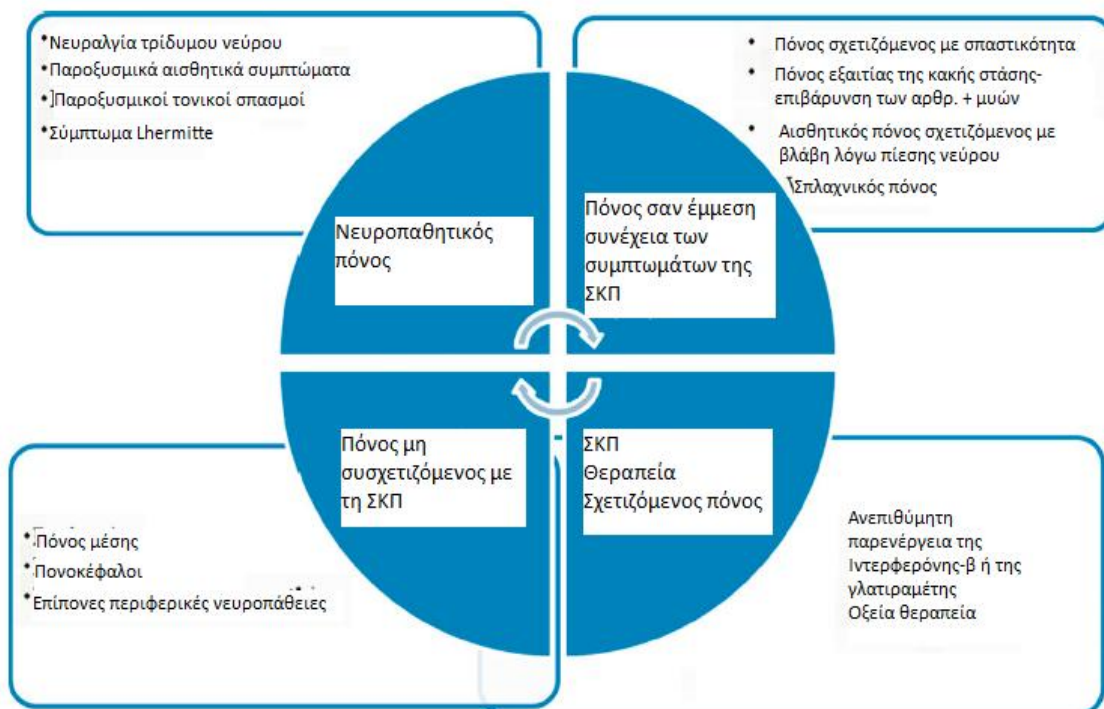 *Νευραλγία τρίδυμου νεύρου
*Παροξυσμικά αισθητικά συμπτώματα
*Παροξυσμικοί τονικοί σπασμοί
*Σύμπτωμα Lhermitte
• Πόνος σχετιζόμενος με σπαστικότητα
• Πόνος εξαιτίας της κακής στάσης-
επιβάρυνση των αρθρ. + μυών
• Αισθητικός πόνος σχετιζόμενος με
βλάβη λόγω πίεσης νεύρου
Σπλαχνικός πόνος
Νευροπαθητικός
πόνος
Πόνος σαν έμμεση
συνέχεια των
συμπτωμάτων της
ΣΚΠ
Πόνος μη
συσχετιζόμενος με
τη ΣΚΠ
ΣΚΠ
Θεραπεία
Σχετιζόμενος πόνος
*Πόνος μέσης
*Πονοκέφαλοι
*Επίπονες περιφερικές νευροπάθειες
Ανεπιθύμητη
παρενέργεια της
Ιντερφερόνης-β ή της
γλατιραμέτης
Οξεία θεραπεία